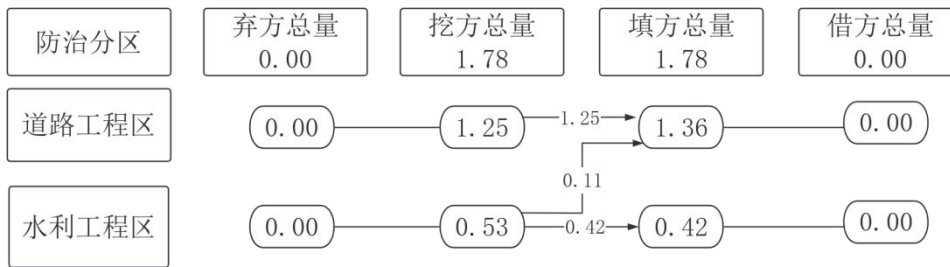 防治分区
弃方总量
0.00
挖方总量
1.78
填方总量
1.78
借方总量
0.00
道路工程区
0.00
1.25
1.25
1.36
0.00
0.11
水利工程区
0.00
0.53
0.42
0.42
0.00